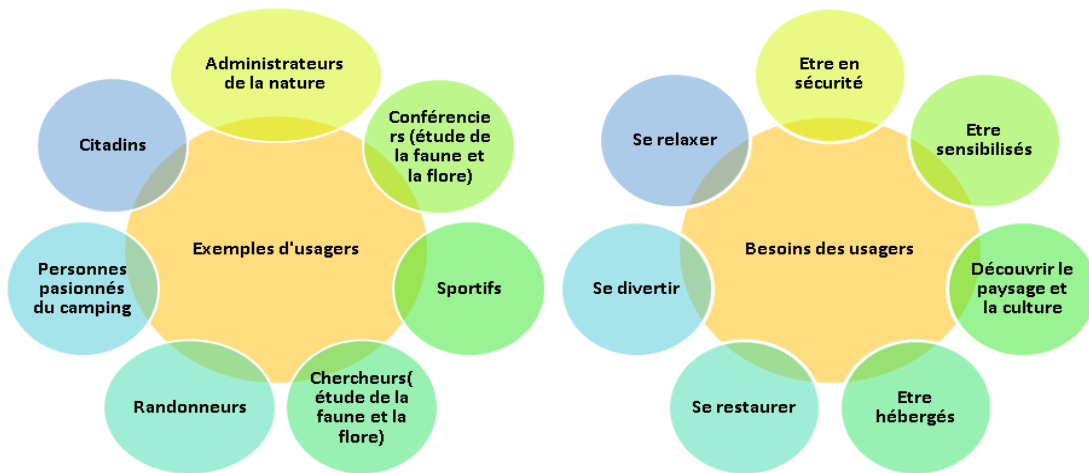 Administrateurs
de la nature
Conférencie
rs (étude de
la faune et
la flore)
Sportifs
Chercheurs(
étude de la
faune et la
flore)
Randonneurs
Personnes
pasionnés
du camping
Citadins
Exemples d'usagers
Etre en
sécurité
Etre
sensibilisés
Découvrir le
paysage et
la culture
Etre
hébergés
Se restaurer
Se divertir
Se relaxer
Besoins des usagers